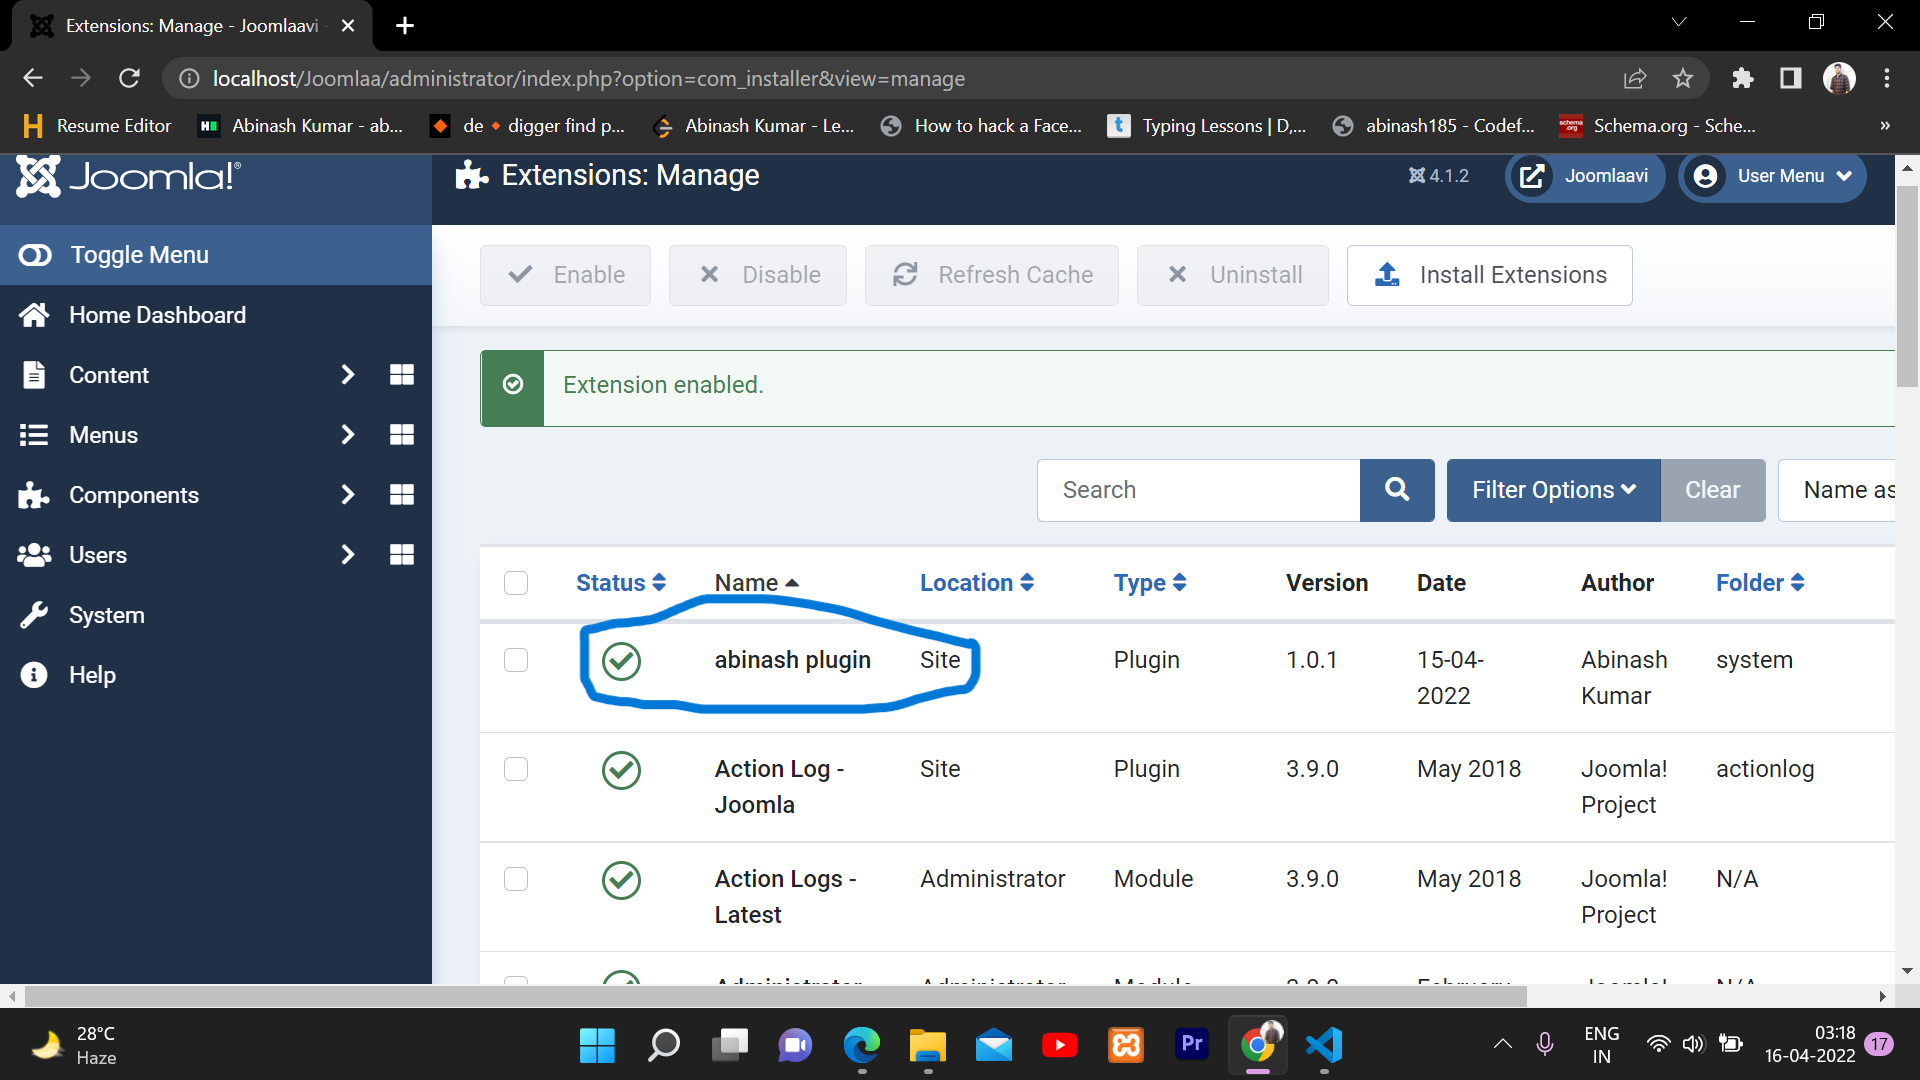 Extensions: Manage - Joomlaavi -
localhost/Joomlaa/administrator/index.php?option=com_installer&view=manage
Resume Editor
Abinash Kumar - ab...
de🔸digger find p...
Abinash Kumar - Le...
How to hack a Face...
Typing Lessons | D,...
abinash185 - Codef...
Schema.org - Sche...
»
Joomla!®
Extensions: Manage
4.1.2
Joomlaavi
User Menu
Toggle Menu
Home Dashboard
Content
Menus
Components
Users
System
Help
Enable
Disable
Refresh Cache
Uninstall
Install Extensions
Extension enabled.
Search
Filter Options
Clear
Name as
Status Name Location Type Version Date Author Folder
abinash plugin Site Plugin 1.0.1 15-04-2022 Abinash Kumar system
Action Log - Joomla Site Plugin 3.9.0 May 2018 Joomla! Project actionlog
Action Logs - Latest Administrator Module 3.9.0 May 2018 Joomla! Project N/A
28°C
Haze
Pr
ENG
IN
03:18
16-04-2022
17